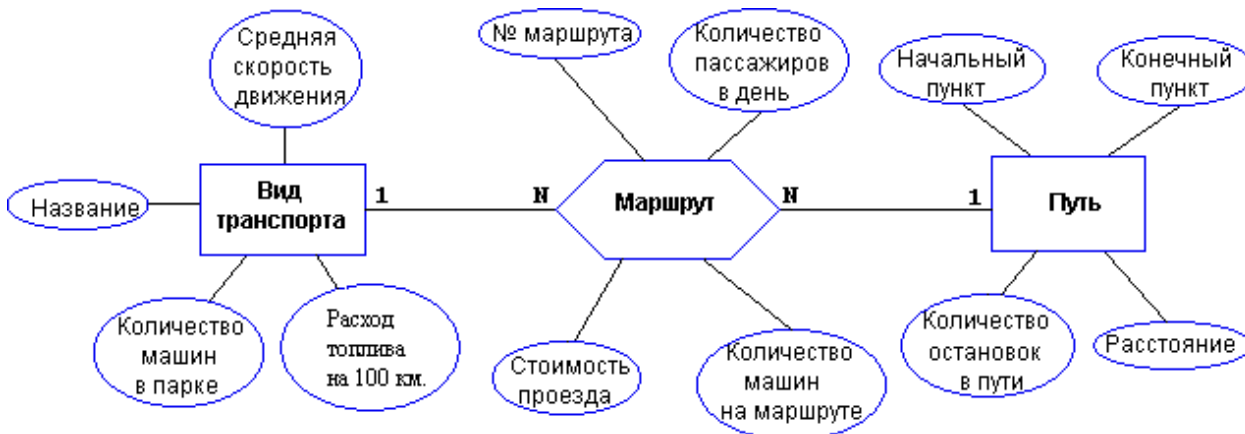 Средняя
скорость
движения
№ маршрута
Количество
пассажиров
в день
Начальный
пункт
Конечный
пункт
Название
Вид
транспорта
1
N
Маршрут
N
1
Путь
Количество
машин
в парке
Расход
топлива
на 100 км.
Стоимость
проезда
Количество
машин
на маршруте
Количество
остановок
в пути
Расстояние